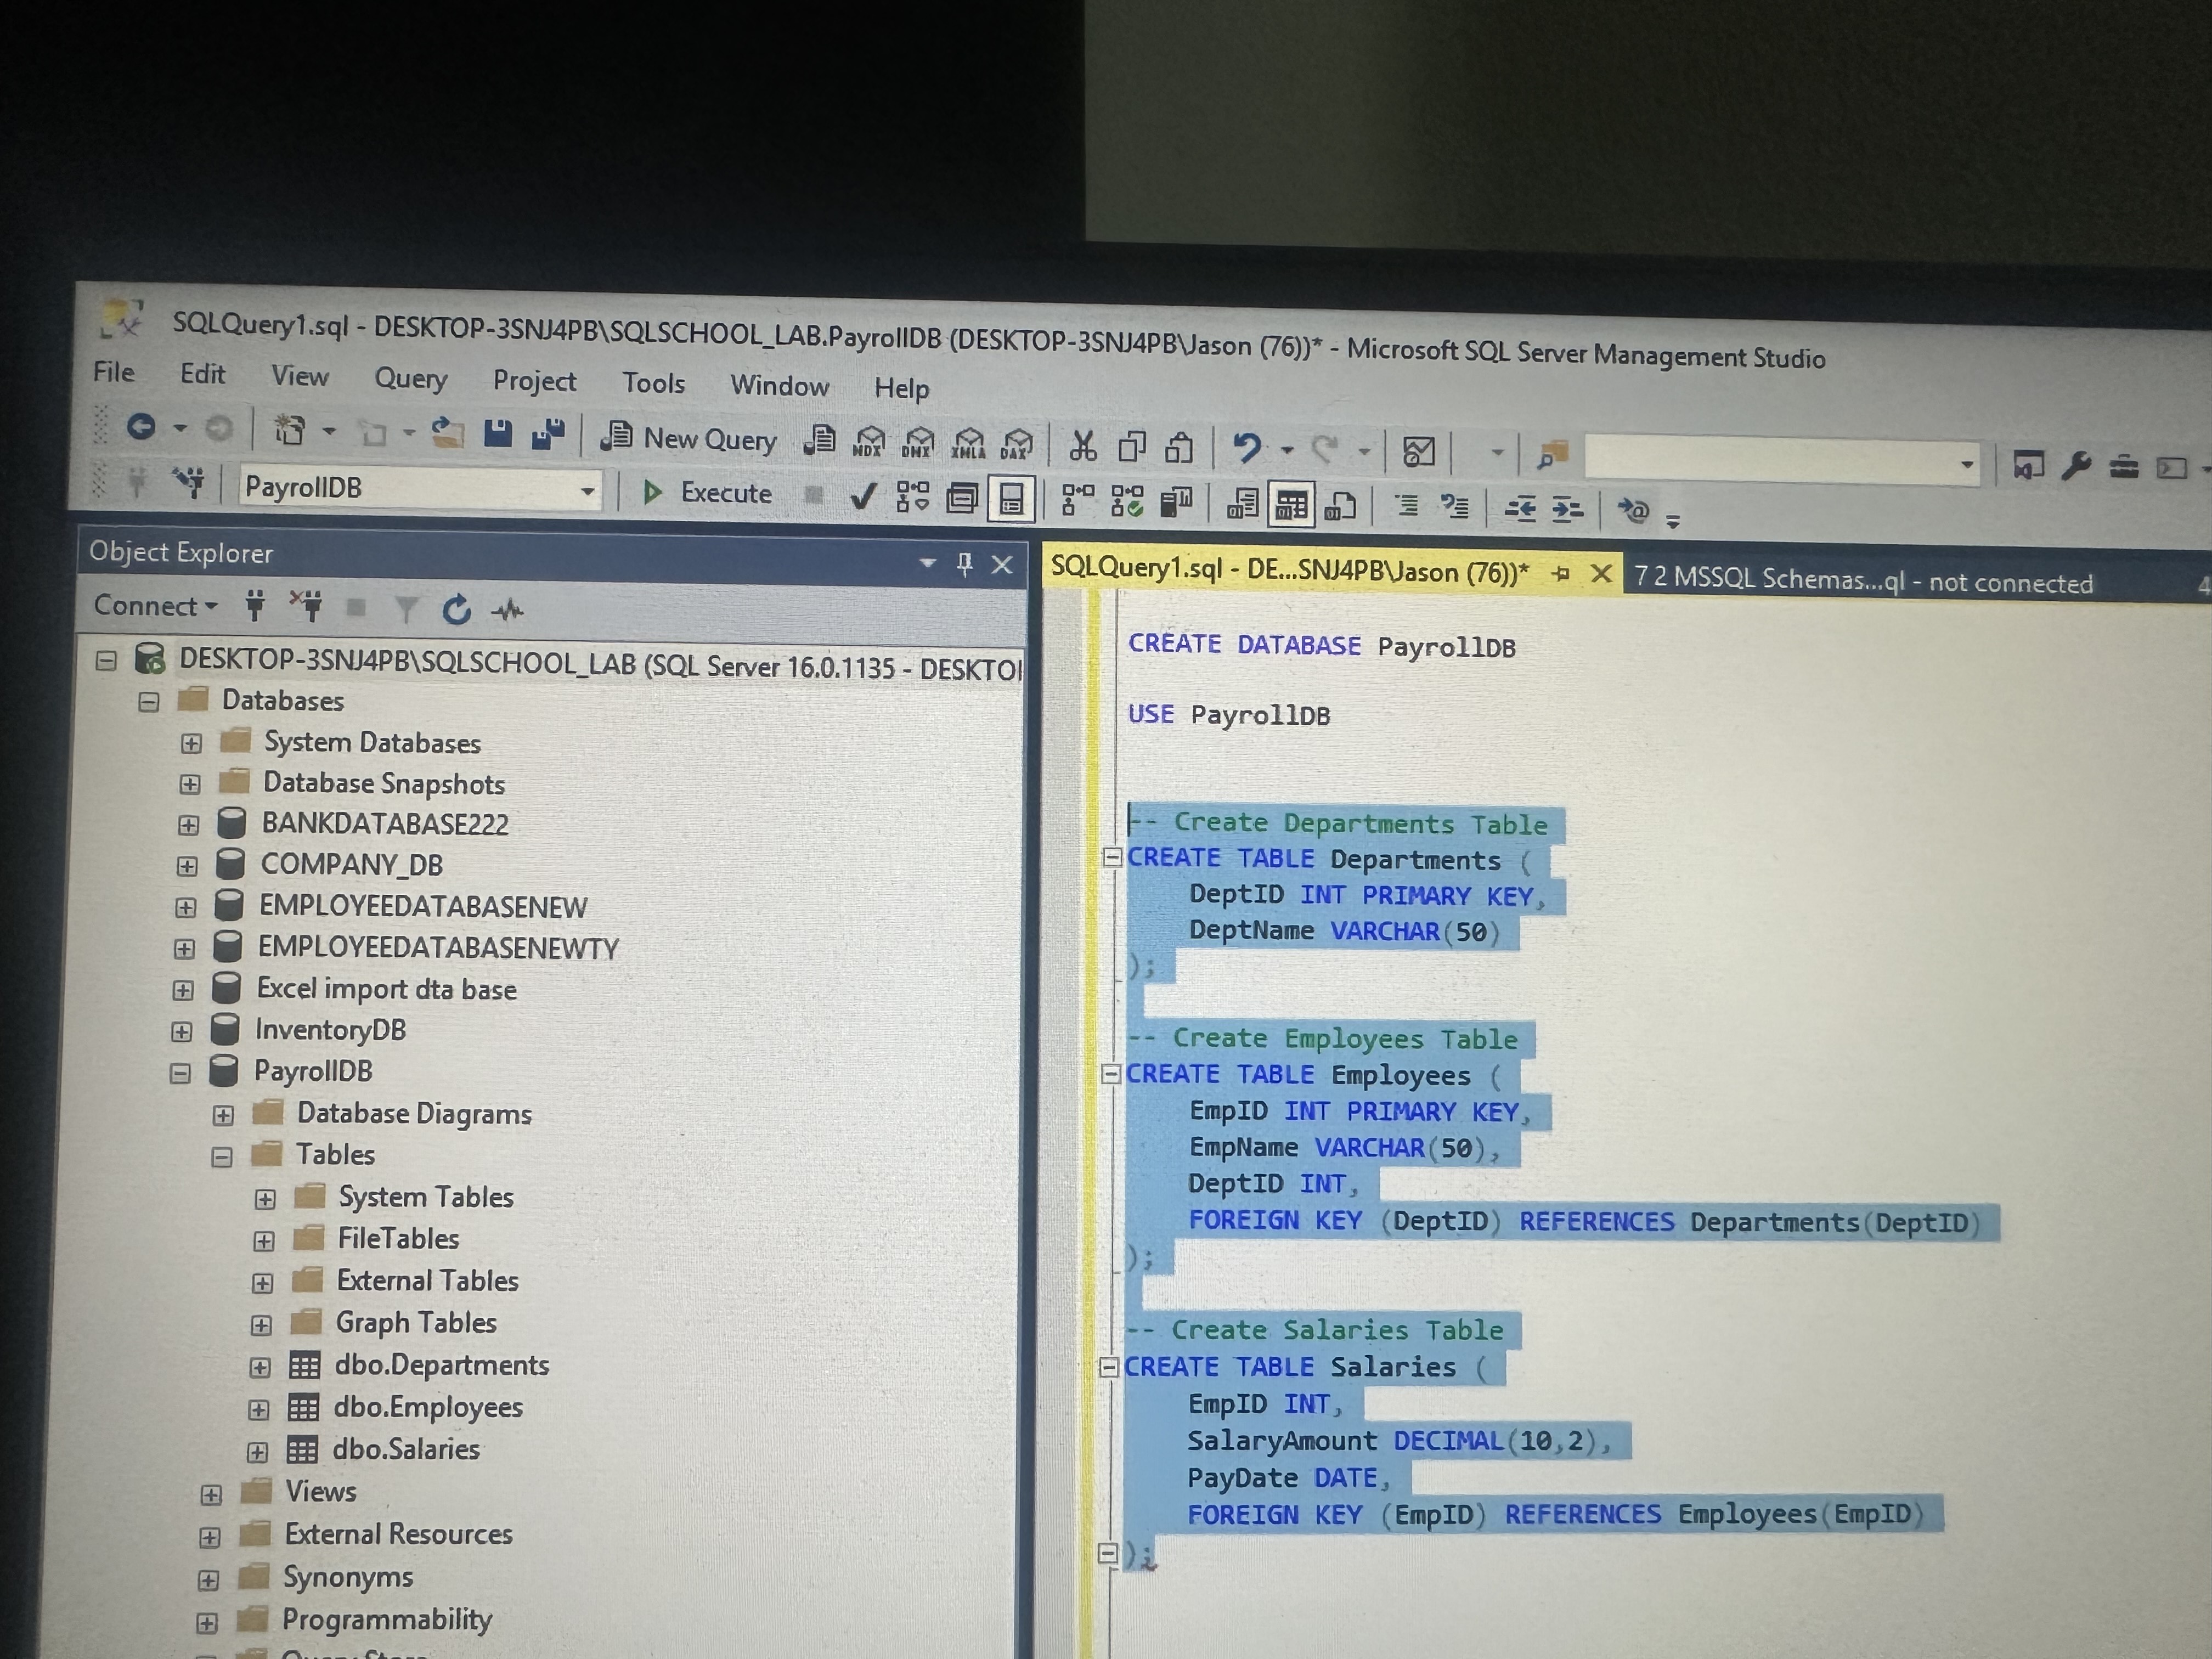 SQLQuery1.sql - DESKTOP-3SNJ4PB\SQLSCHOOL_LAB.PayrollDB (DESKTOP-3SNJ4PB\Jason (76))* - Microsoft SQL Server Management Studio
File Edit View Query Project Tools Window Help
New Query MDX DMX XMLA DAX
PayrollDB Execute
Object Explorer
Connect
DESKTOP-3SNJ4PB\SQLSCHOOL_LAB (SQL Server 16.0.1135 - DESKTO
Databases
System Databases
Database Snapshots
BANKDATABASE222
COMPANY_DB
EMPLOYEEDATABASENEW
EMPLOYEEDATABASENEWTY
Excel import dta base
InventoryDB
PayrollDB
Database Diagrams
Tables
System Tables
FileTables
External Tables
Graph Tables
dbo.Departments
dbo.Employees
dbo.Salaries
Views
External Resources
Synonyms
Programmability
SQLQuery1.sql - DE...SNJ4PB\Jason (76))* 7 2 MSSQL Schemas...ql - not connected 4
CREATE DATABASE PayrollDB
USE PayrollDB
-- Create Departments Table
CREATE TABLE Departments (
DeptID INT PRIMARY KEY,
DeptName VARCHAR(50)
);
-- Create Employees Table
CREATE TABLE Employees (
EmpID INT PRIMARY KEY,
EmpName VARCHAR(50),
DeptID INT,
FOREIGN KEY (DeptID) REFERENCES Departments(DeptID)
);
-- Create Salaries Table
CREATE TABLE Salaries (
EmpID INT,
SalaryAmount DECIMAL(10,2),
PayDate DATE,
FOREIGN KEY (EmpID) REFERENCES Employees(EmpID)
);